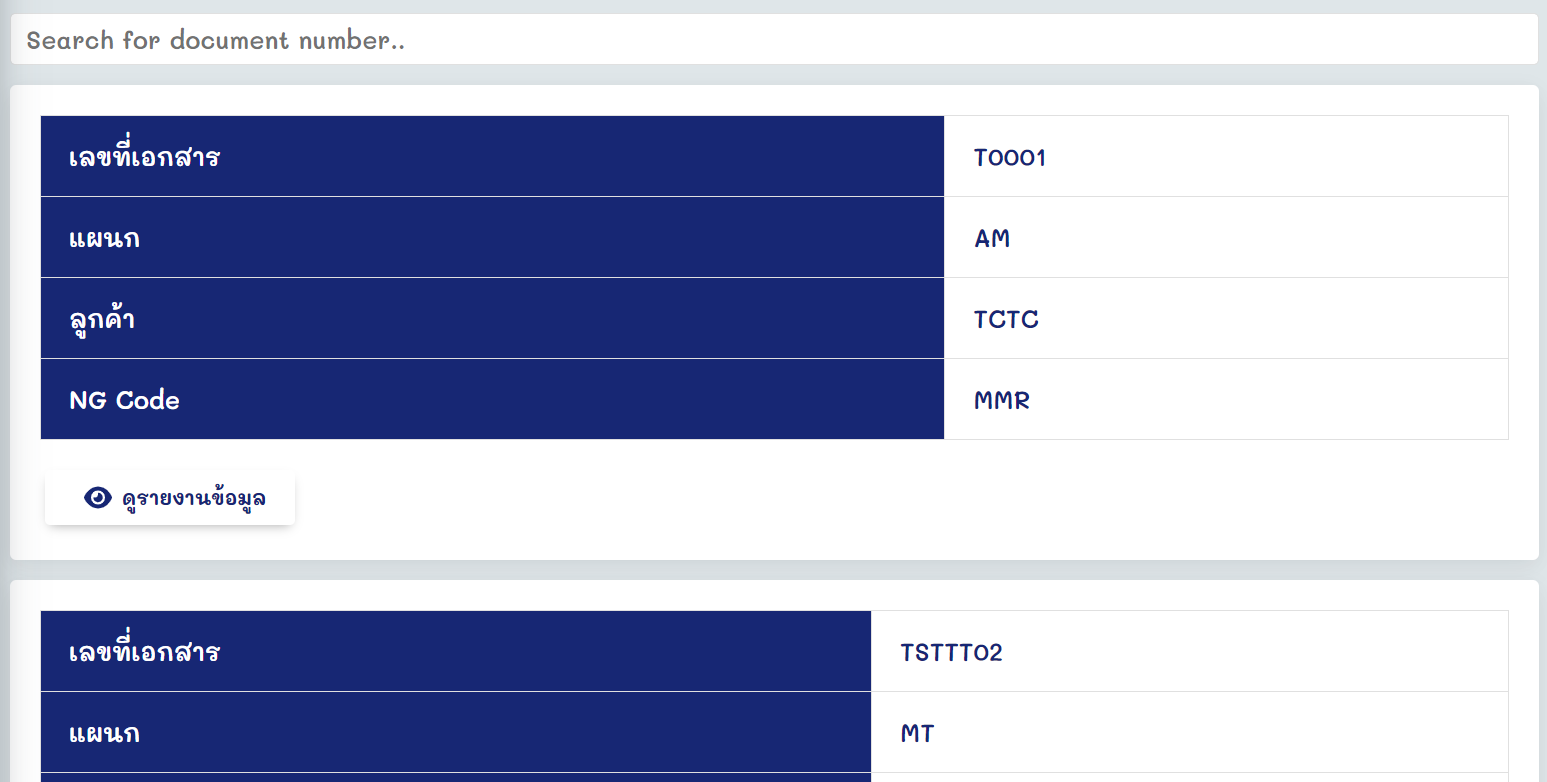 Search for document number..
เลขที่เอกสาร T0001
แผนก AM
ลูกค้า TCTC
NG Code MMR
ดูรายงานข้อมูล
เลขที่เอกสาร TSTTT02
แผนก MT